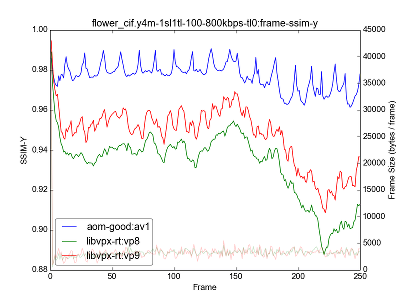 flower_cif.y4m-1sl1tl-100-800kbps-tl0:frame-ssim-y
1.00
0.98
0.96
0.94
0.92
0.90
0.88
SSIM-Y
45000
40000
35000
30000
25000
20000
15000
10000
5000
0
Frame Size (bytes / frame)
aom-good:av1
libvpx-rt:vp8
libvpx-rt:vp9
0 50 100 150 200 250
Frame